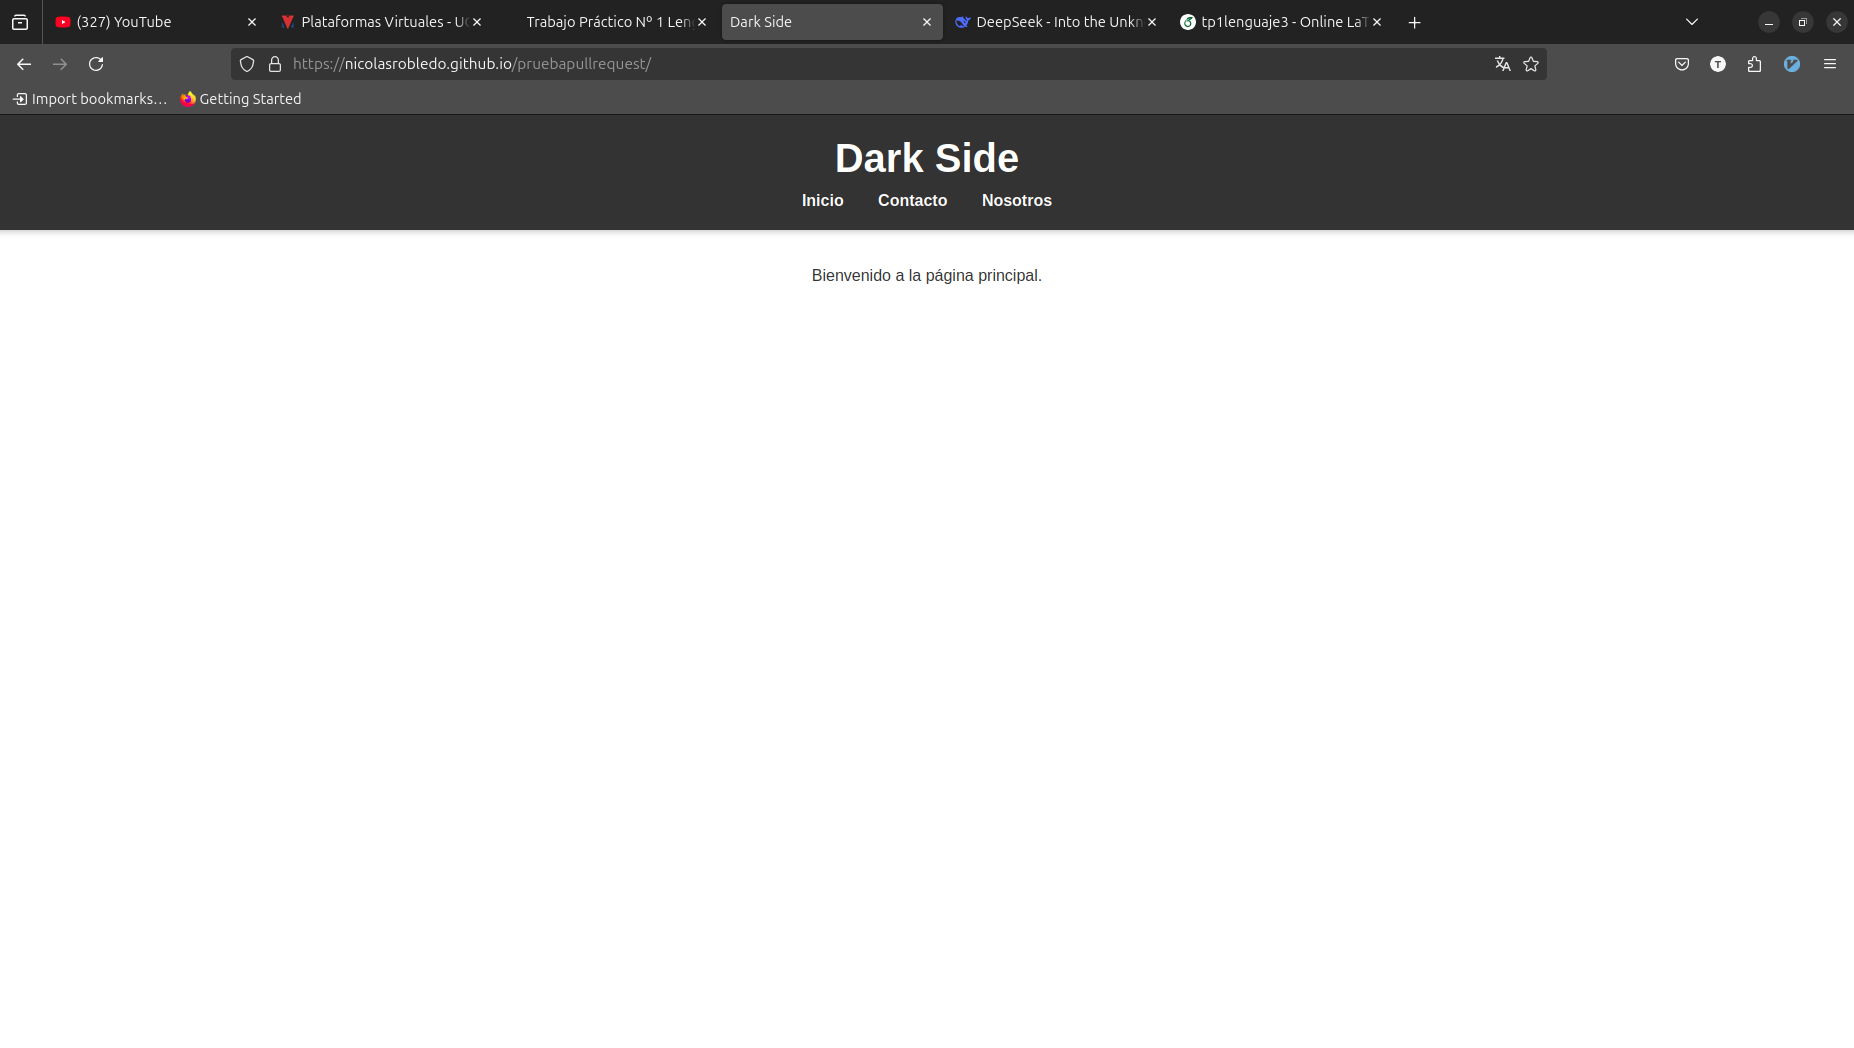 (327) YouTube
Plataformas Virtuales - U
Trabajo Práctico Nº 1 Len
Dark Side
DeepSeek - Into the Unkn
tp1lenguaje3 - Online LaT
https://nicolasrobledo.github.io/pruebapullrequest/
T
Import bookmarks…
Getting Started
Dark Side
Inicio Contacto Nosotros
Bienvenido a la página principal.